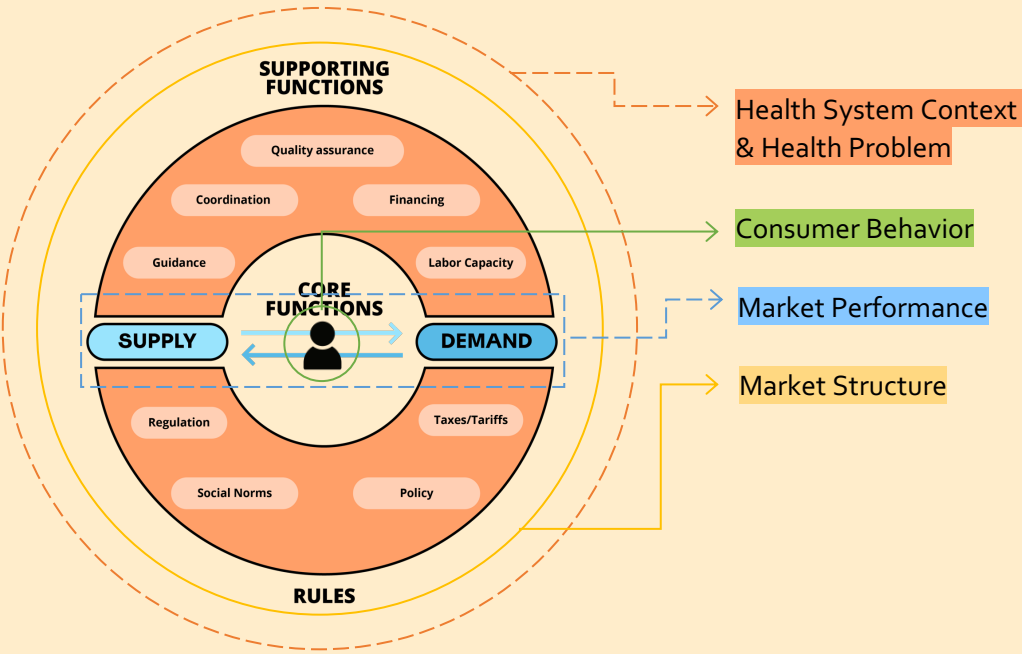 SUPPORTING
FUNCTIONS
Quality assurance
Coordination
Financing
Guidance
Labor Capacity
CORE
FUNCTIONS
SUPPLY
DEMAND
Regulation
Taxes/Tariffs
Social Norms
Policy
RULES
Health System Context
& Health Problem
Consumer Behavior
Market Performance
Market Structure